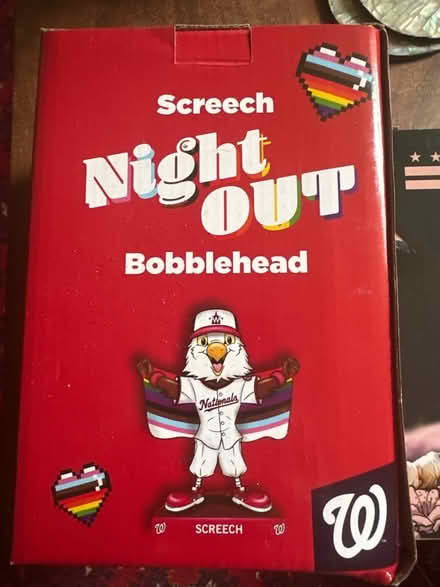 Screech
Night
OUT
Bobblehead
Nationals
W SCREECH W
W